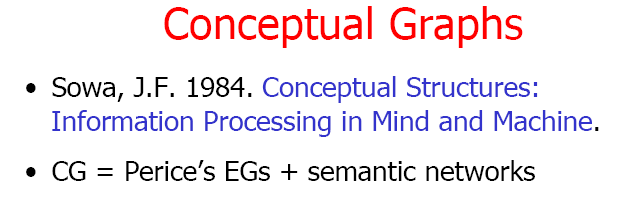 Conceptual Graphs
• Sowa, J.F. 1984. Conceptual Structures:
Information Processing in Mind and Machine.
• CG = Perice's EGs + semantic networks